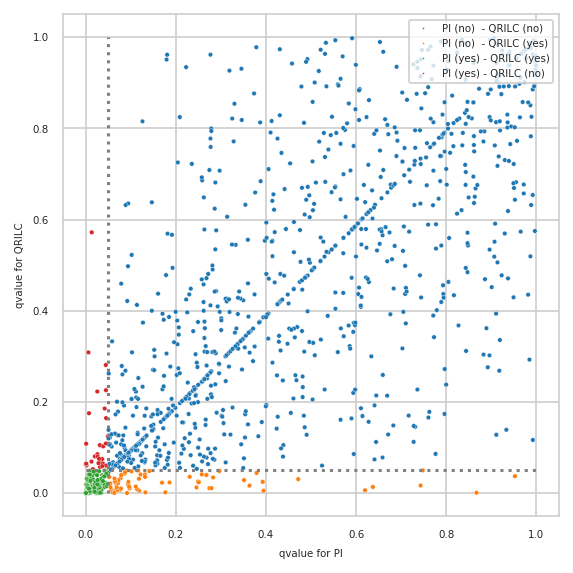 1.0
0.8
0.6
0.4
0.2
0.0
qvalue for QRILC
PI (no)  - QRILC (no)
PI (no)  - QRILC (yes)
PI (yes) - QRILC (yes)
PI (yes) - QRILC (no)
0.0 0.2 0.4 0.6 0.8 1.0
qvalue for PI